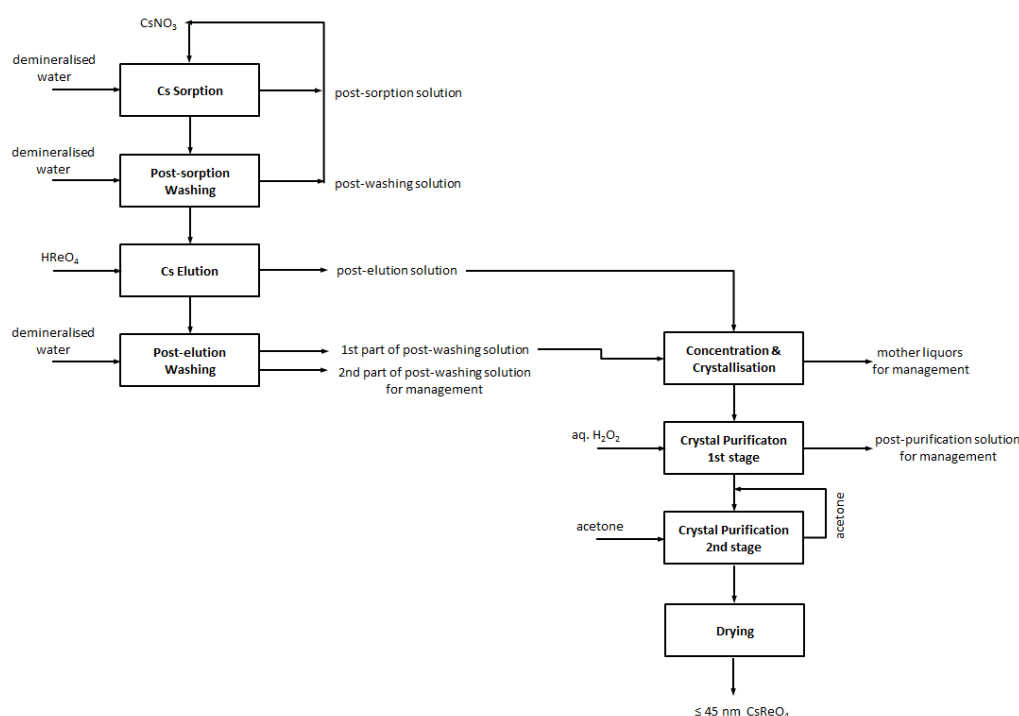 CsNO₃
demineralised
water
Cs Sorption
post-sorption solution
demineralised
water
Post-sorption
Washing
post-washing solution
HReO₄
Cs Elution
post-elution solution
demineralised
water
Post-elution
Washing
1st part of post-washing solution
2nd part of post-washing solution
for management
Concentration &
Crystallisation
mother liquors
for management
aq. H₂O₂
Crystal Purificaton
1st stage
post-purification solution
for management
acetone
Crystal Purification
2nd stage
acetone
Drying
≤ 45 nm CsReO₄